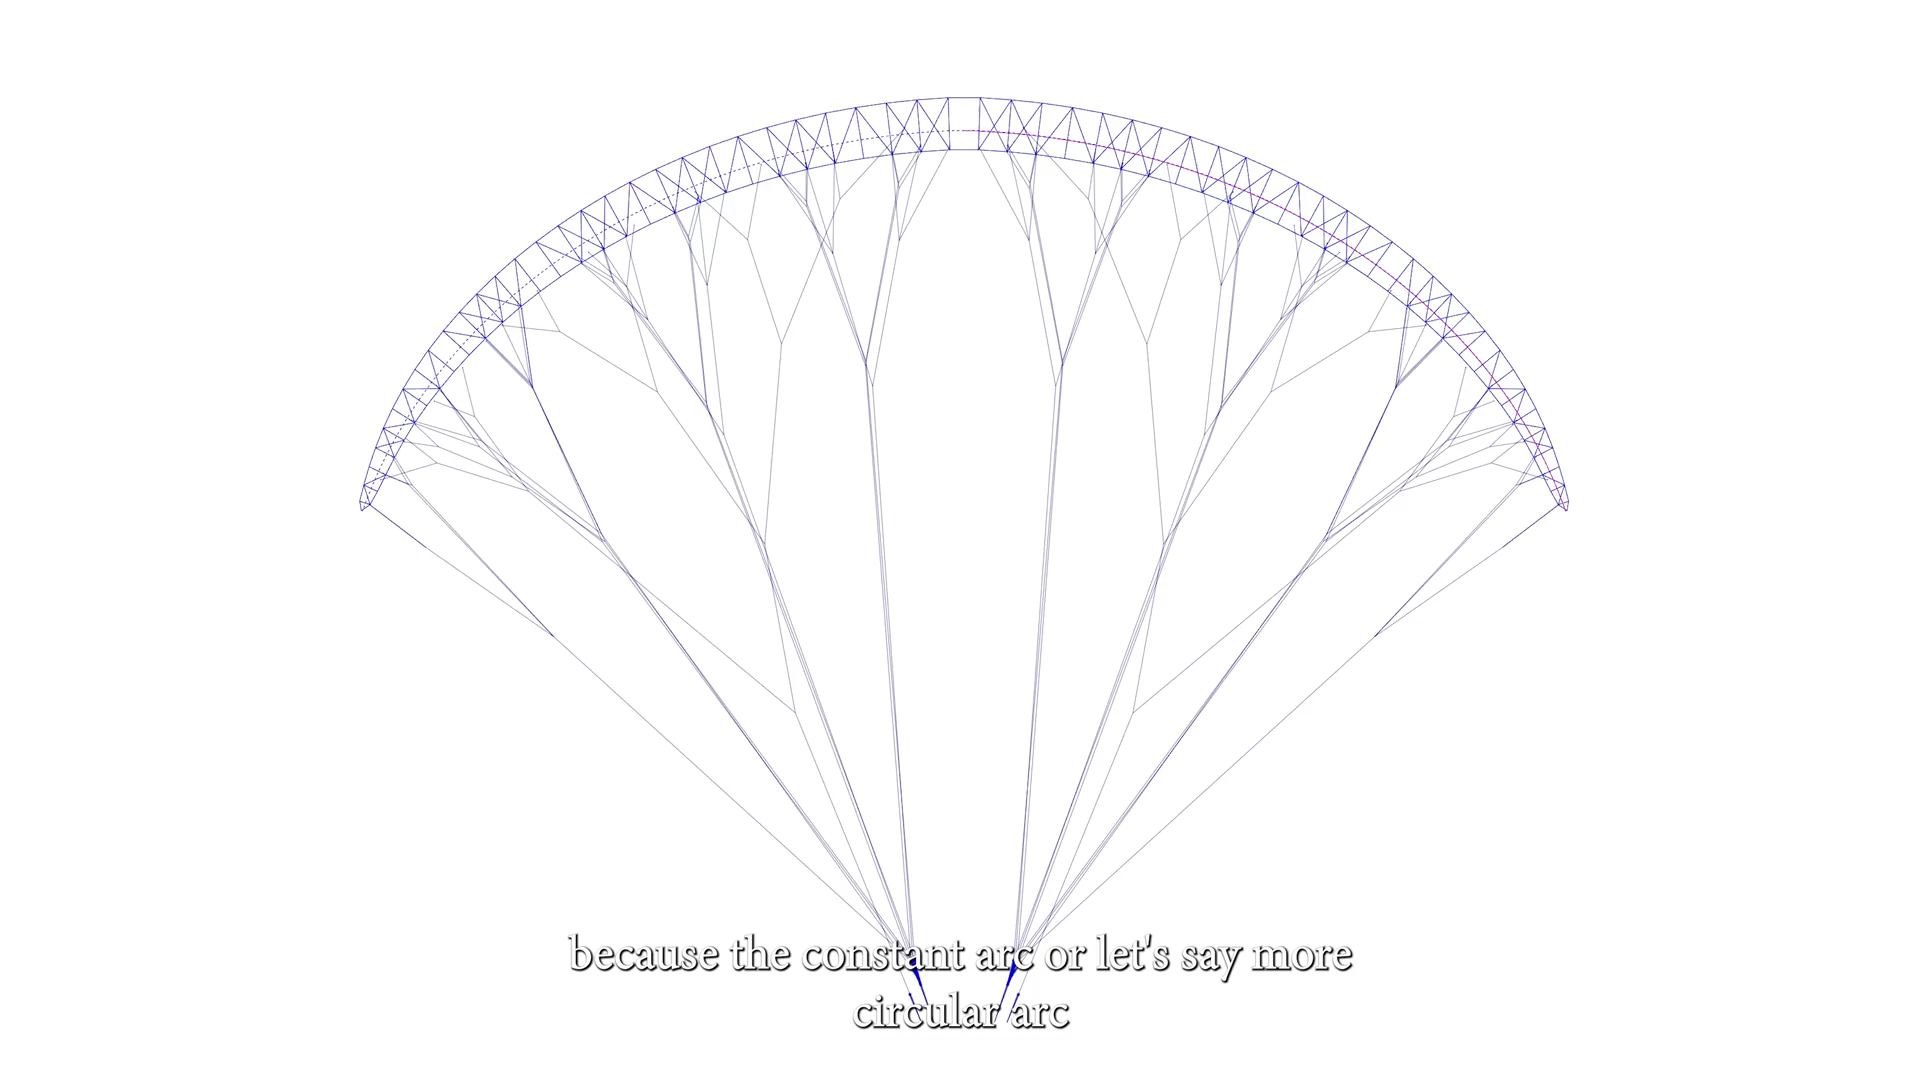 because the constant arc or let's say more
circular arc